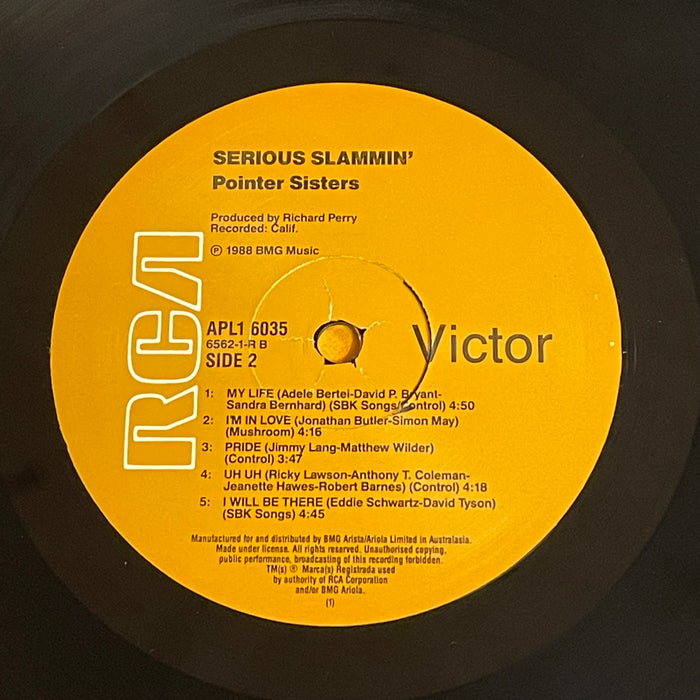 SERIOUS SLAMMIN'
Pointer Sisters
Produced by Richard Perry
Recorded: Calif.
℗ 1988 BMG Music
RCA
APL1 6035
6562-1-R B
SIDE 2
Victor
1: MY LIFE (Adele Bertei-David P. Bryant-
Sandra Bernhard) (SBK Songs/Control) 4:50
2: I'M IN LOVE (Jonathan Butler-Simon May)
(Mushroom) 4:16
3: PRIDE (Jimmy Lang-Matthew Wilder)
(Control) 3:47
4: UH UH (Ricky Lawson-Anthony T. Coleman-
Jeanette Hawes-Robert Barnes) (Control) 4:18
5: I WILL BE THERE (Eddie Schwartz-David Tyson)
(SBK Songs) 4:45
Manufactured for and distributed by BMG Arista/Ariola Limited in Australasia.
Made under license. All rights reserved. Unauthorised copying,
public performance, broadcasting of this recording forbidden.
TM(s) ® Marca(s) Registrada used
by authority of RCA Corporation
and/or BMG Ariola.
(1)